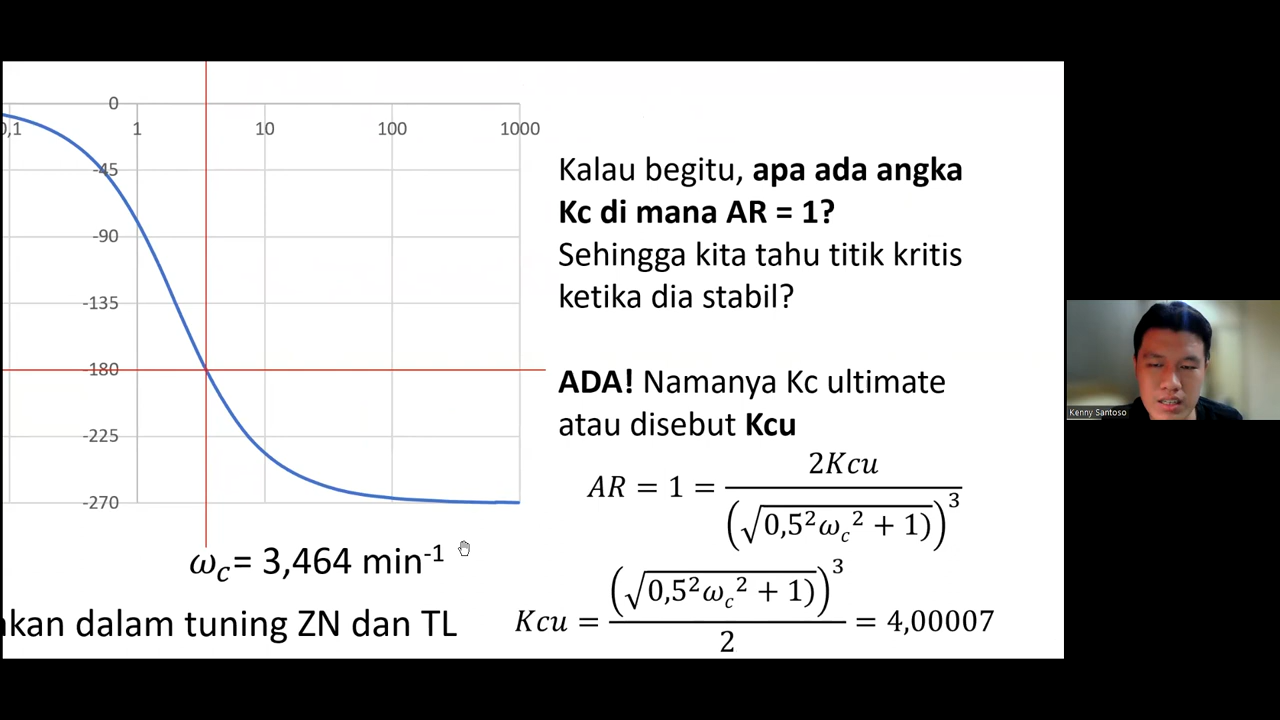 0
0,1 1 10 100 1000
-45
-90
-135
-180
-225
-270
ω_c= 3,464 min^-1
kan dalam tuning ZN dan TL
Kalau begitu, apa ada angka
Kc di mana AR = 1?
Sehingga kita tahu titik kritis
ketika dia stabil?
ADA! Namanya Kc ultimate
atau disebut Kcu
AR = 1 = 2Kcu / (√(0,5²ω_c² + 1))³
Kcu = (√(0,5²ω_c² + 1))³ / 2 = 4,00007
Kenny Santoso